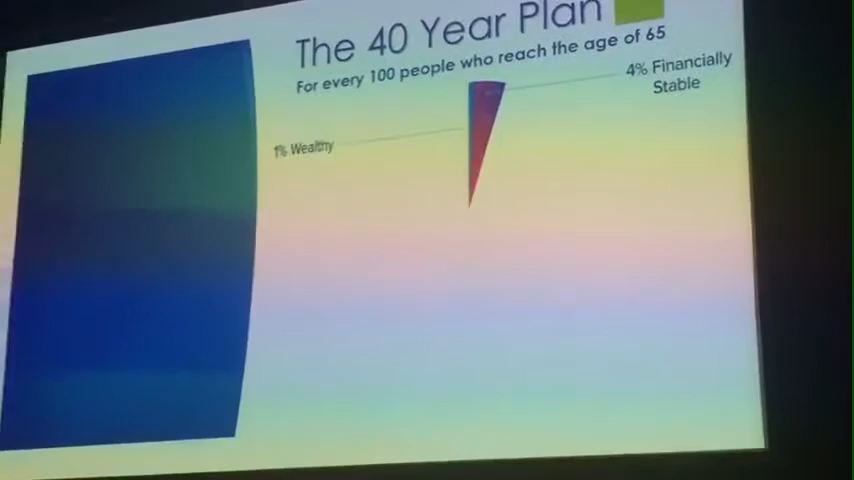 The 40 Year Plan
For every 100 people who reach the age of 65
4% Financially
Stable
1% Wealthy